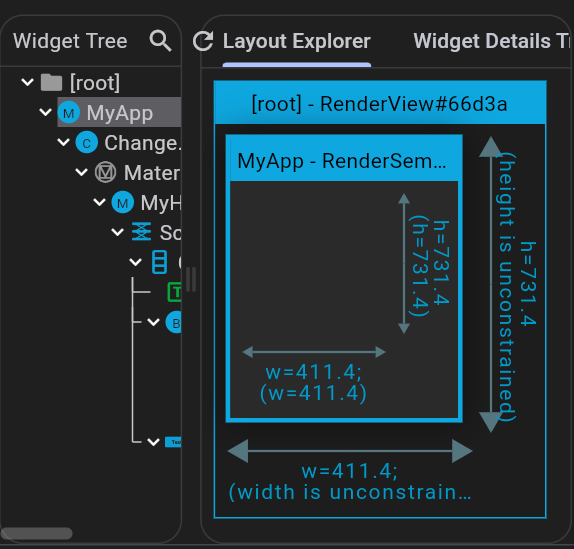 Widget Tree
Layout Explorer
Widget Details T
[root]
M
MyApp
C
Change.
M
Mater
M
MyH
Sc
T
B
[root] - RenderView#66d3a
MyApp - RenderSem…
h=731.4
(h=731.4)
w=411.4;
(w=411.4)
h=731.4
(height is unconstrained)
w=411.4;
(width is unconstrain…